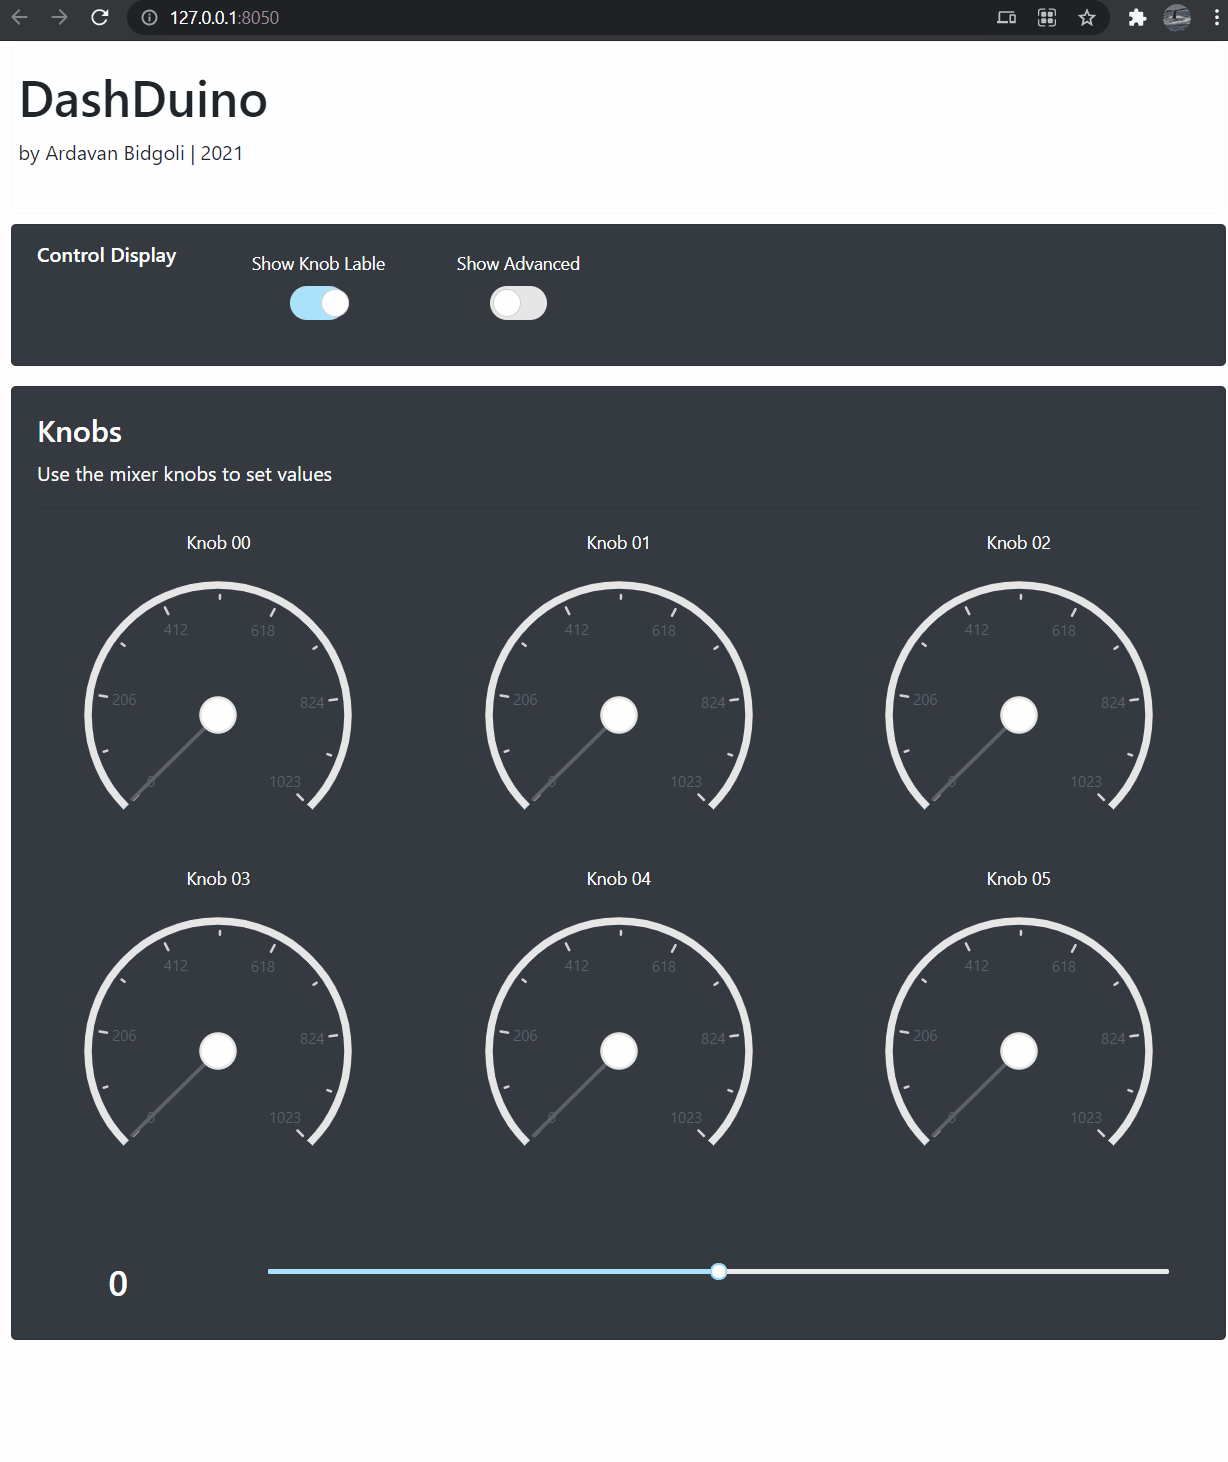 127.0.0.1:8050
DashDuino
by Ardavan Bidgoli | 2021
Control Display
Show Knob Lable
Show Advanced
Knobs
Use the mixer knobs to set values
Knob 00
Knob 01
Knob 02
412 618 412 618 412 618
206 824 206 824 206 824
0 1023 0 1023 0 1023
Knob 03
Knob 04
Knob 05
412 618 412 618 412 618
206 824 206 824 206 824
0 1023 0 1023 0 1023
0